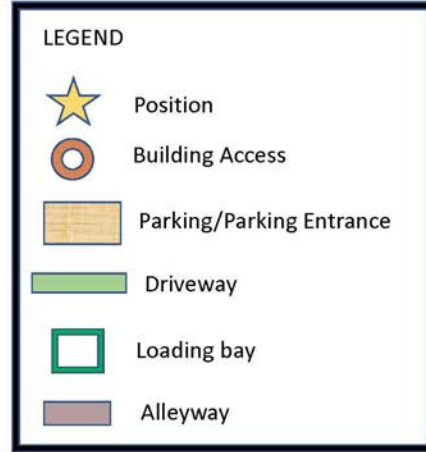 LEGEND
Position
Building Access
Parking/Parking Entrance
Driveway
Loading bay
Alleyway